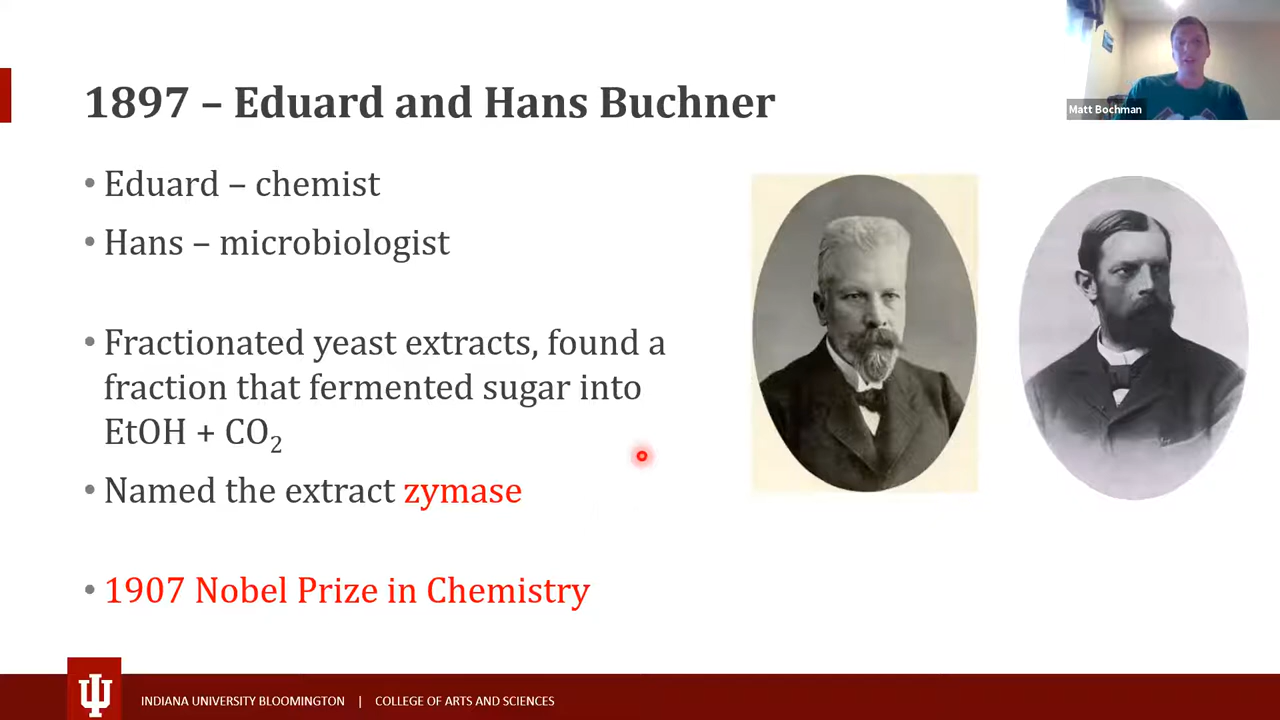 Matt Bochman
1897 – Eduard and Hans Buchner
• Eduard – chemist
• Hans – microbiologist
• Fractionated yeast extracts, found a
fraction that fermented sugar into
EtOH + CO₂
• Named the extract zymase
• 1907 Nobel Prize in Chemistry
INDIANA UNIVERSITY BLOOMINGTON | COLLEGE OF ARTS AND SCIENCES